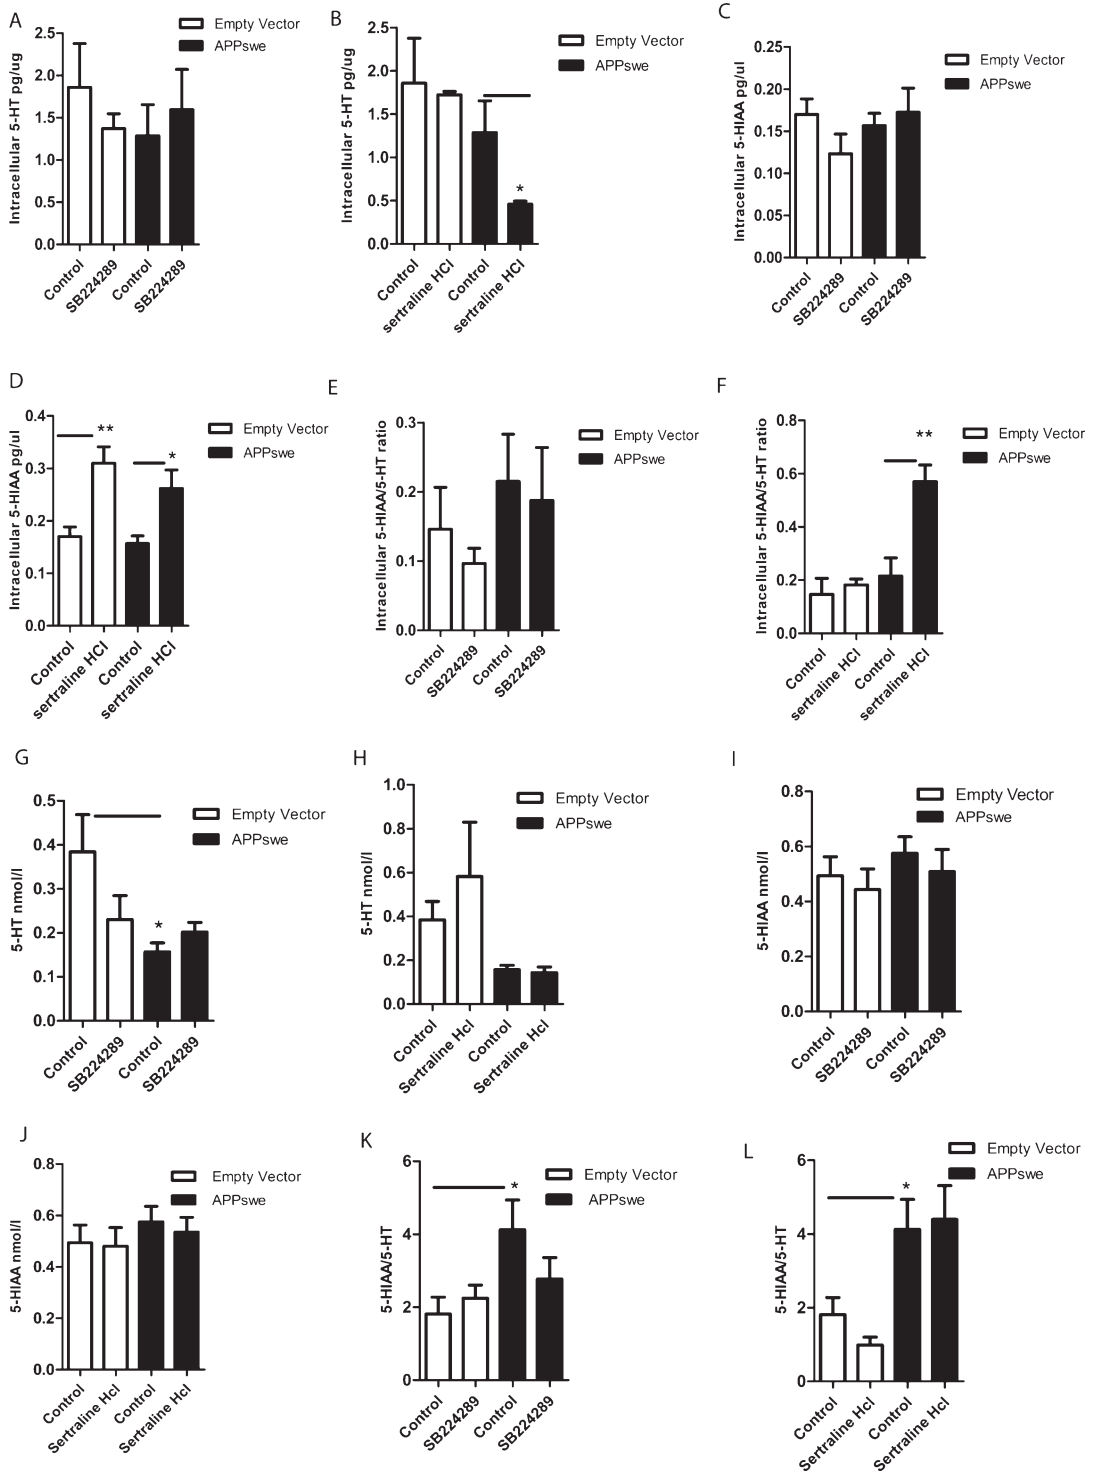 A
Empty Vector
APPswe
Intracellular 5-HT pg/ug
2.5
2.0
1.5
1.0
0.5
0.0
Control
SB224289
Control
SB224289
B
Empty Vector
APPswe
Intracellular 5-HT pg/ug
2.5
2.0
1.5
1.0
0.5
0.0
*
Control
sertraline HCl
Control
sertraline HCl
C
Empty Vector
APPswe
Intracellular 5-HIAA pg/ul
0.25
0.20
0.15
0.10
0.05
0.00
Control
SB224289
Control
SB224289
D
Empty Vector
APPswe
Intracellular 5-HIAA pg/ul
0.4
0.3
0.2
0.1
0.0
**
*
Control
sertraline HCl
Control
sertraline HCl
E
Empty Vector
APPswe
Intracellular 5-HIAA/5-HT ratio
0.3
0.2
0.1
0.0
Control
SB224289
Control
SB224289
F
Empty Vector
APPswe
Intracellular 5-HIAA/5-HT ratio
0.8
0.6
0.4
0.2
0.0
**
Control
sertraline HCl
Control
sertraline HCl
G
Empty Vector
APPswe
5-HT nmol/l
0.5
0.4
0.3
0.2
0.1
0.0
*
Control
SB224289
Control
SB224289
H
Empty Vector
APPswe
5-HT nmol/l
1.0
0.8
0.6
0.4
0.2
0.0
Control
Sertraline Hcl
Control
Sertraline Hcl
I
Empty Vector
APPswe
5-HIAA nmol/l
0.8
0.6
0.4
0.2
0.0
Control
SB224289
Control
SB224289
J
Empty Vector
APPswe
5-HIAA nmol/l
0.8
0.6
0.4
0.2
0.0
Control
Sertraline Hcl
Control
Sertraline Hcl
K
Empty Vector
APPswe
5-HIAA/5-HT
6
4
2
0
*
Control
SB224289
Control
SB224289
L
Empty Vector
APPswe
5-HIAA/5-HT
6
4
2
0
*
Control
Sertraline Hcl
Control
Sertraline Hcl